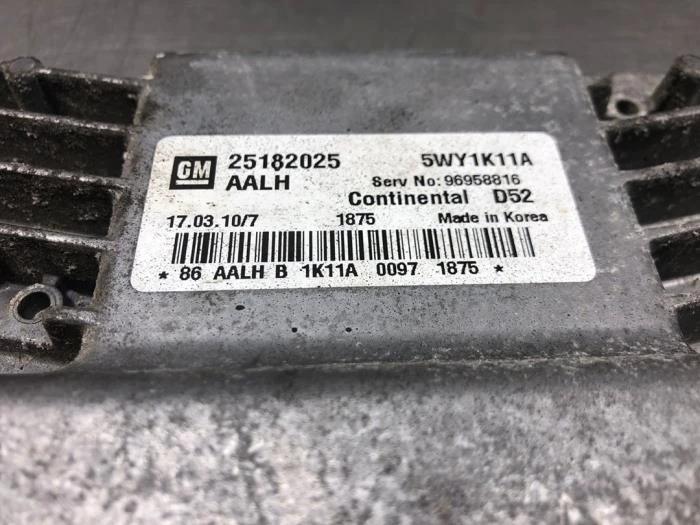 GM 25182025 5WY1K11A
AALH Serv No: 96958816
Continental D52
17.03.10/7 1875 Made in Korea
* 86 AALH B 1K11A 0097 1875 *